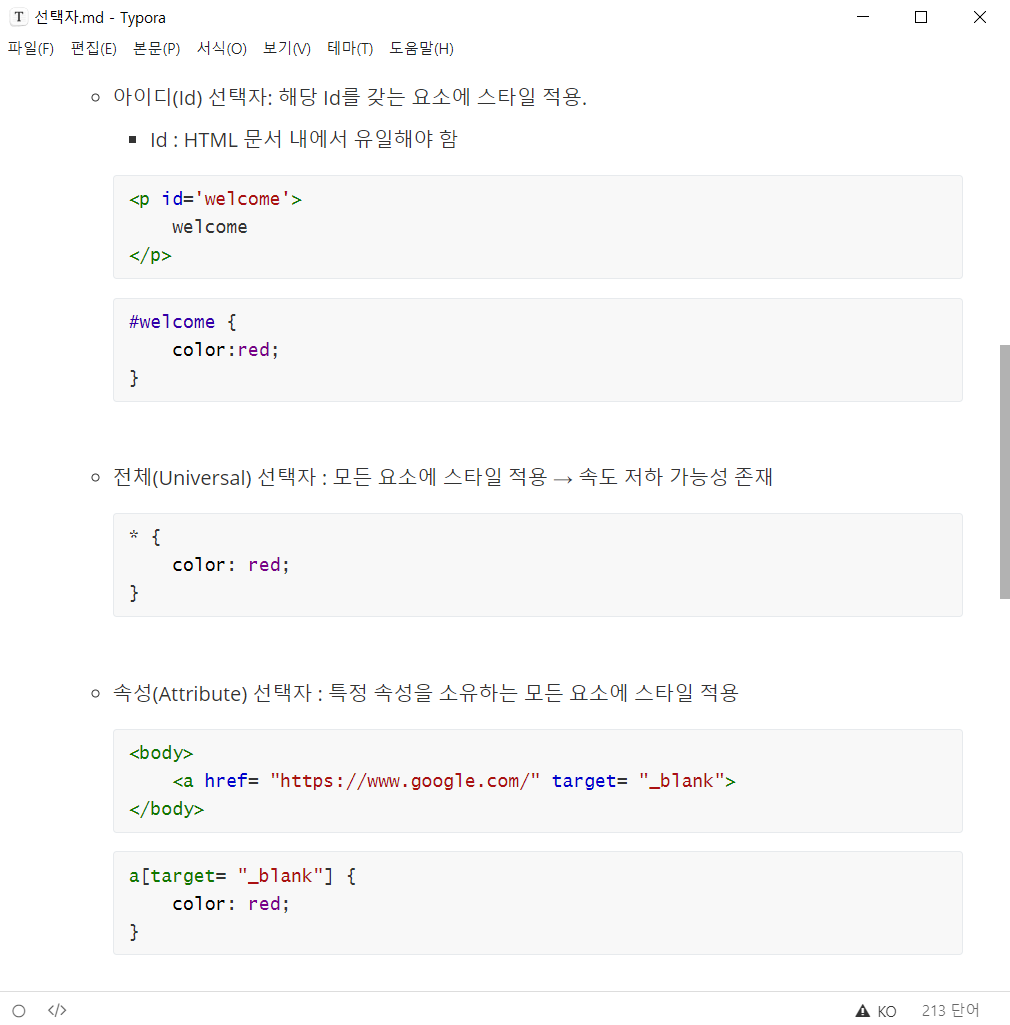 선택자.md - Typora
파일(F) 편집(E) 본문(P) 서식(O) 보기(V) 테마(T) 도움말(H)
아이디(Id) 선택자: 해당 Id를 갖는 요소에 스타일 적용.
Id : HTML 문서 내에서 유일해야 함
<p id='welcome'>
    welcome
</p>
#welcome {
    color:red;
}
전체(Universal) 선택자 : 모든 요소에 스타일 적용 → 속도 저하 가능성 존재
* {
    color: red;
}
속성(Attribute) 선택자 : 특정 속성을 소유하는 모든 요소에 스타일 적용
<body>
    <a href= "https://www.google.com/" target= "_blank">
</body>
a[target= "_blank"] {
    color: red;
}
KO 213 단어